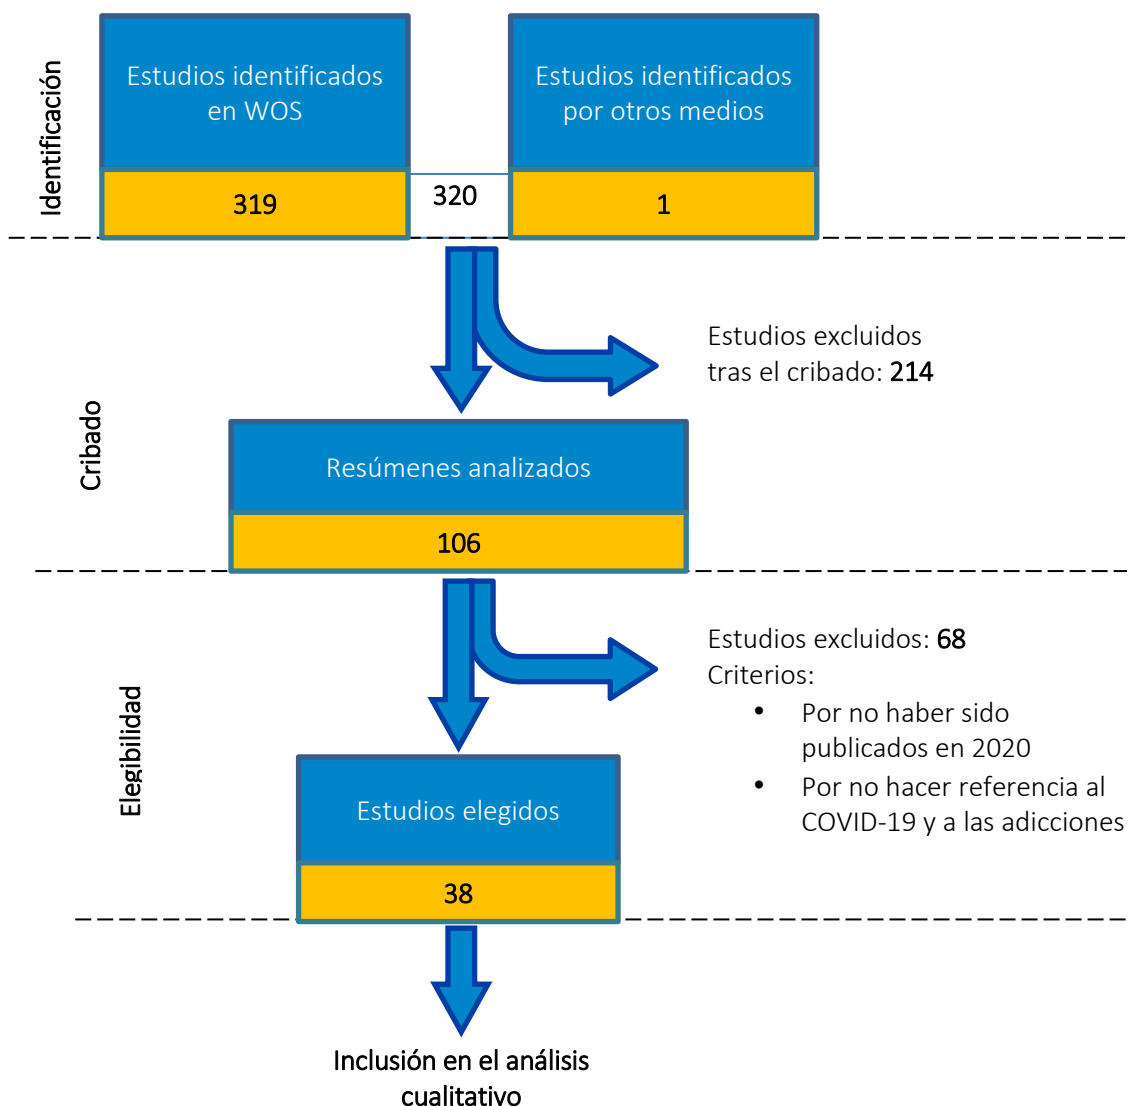 Identificación
Estudios identificados
en WOS
319
320
Estudios identificados
por otros medios
1
Cribado
Estudios excluidos
tras el cribado: 214
Resúmenes analizados
106
Elegibilidad
Estudios excluidos: 68
Criterios:
• Por no haber sido
publicados en 2020
• Por no hacer referencia al
COVID-19 y a las adicciones
Estudios elegidos
38
Inclusión en el análisis
cualitativo